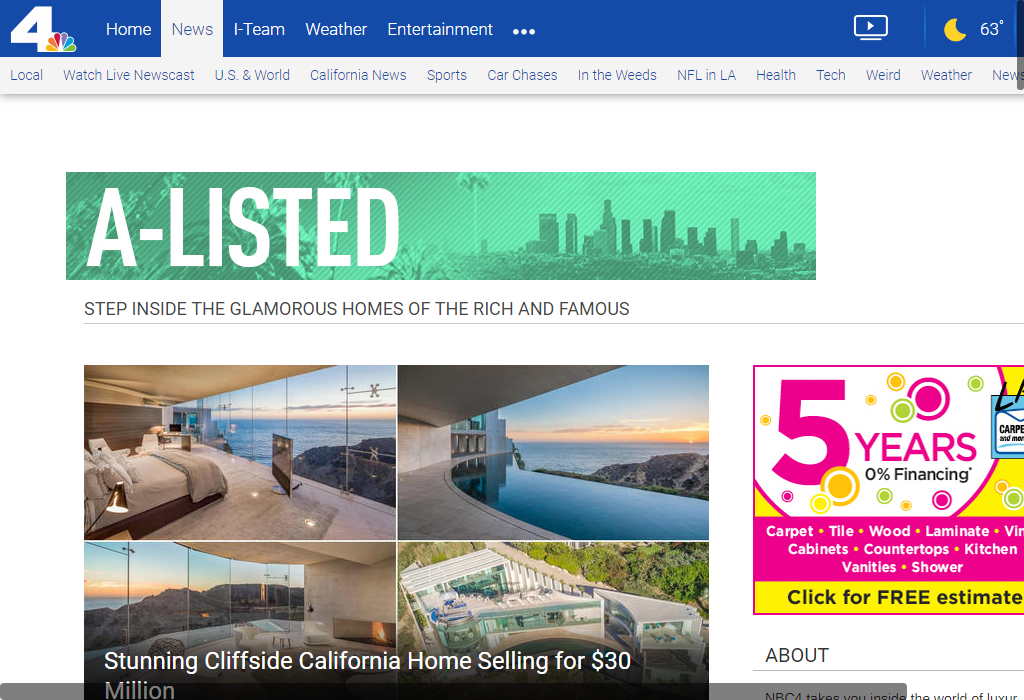 4
Home News I-Team Weather Entertainment •••
63°
Local Watch Live Newscast U.S. & World California News Sports Car Chases In the Weeds NFL in LA Health Tech Weird Weather News
A-LISTED
STEP INSIDE THE GLAMOROUS HOMES OF THE RICH AND FAMOUS
Stunning Cliffside California Home Selling for $30
Million
5 YEARS
0% Financing*
LA
CARPE
and mor
Carpet • Tile • Wood • Laminate • Vin
Cabinets • Countertops • Kitchen
Vanities • Shower
Click for FREE estimate
ABOUT
NBC4 takes you inside the world of luxur